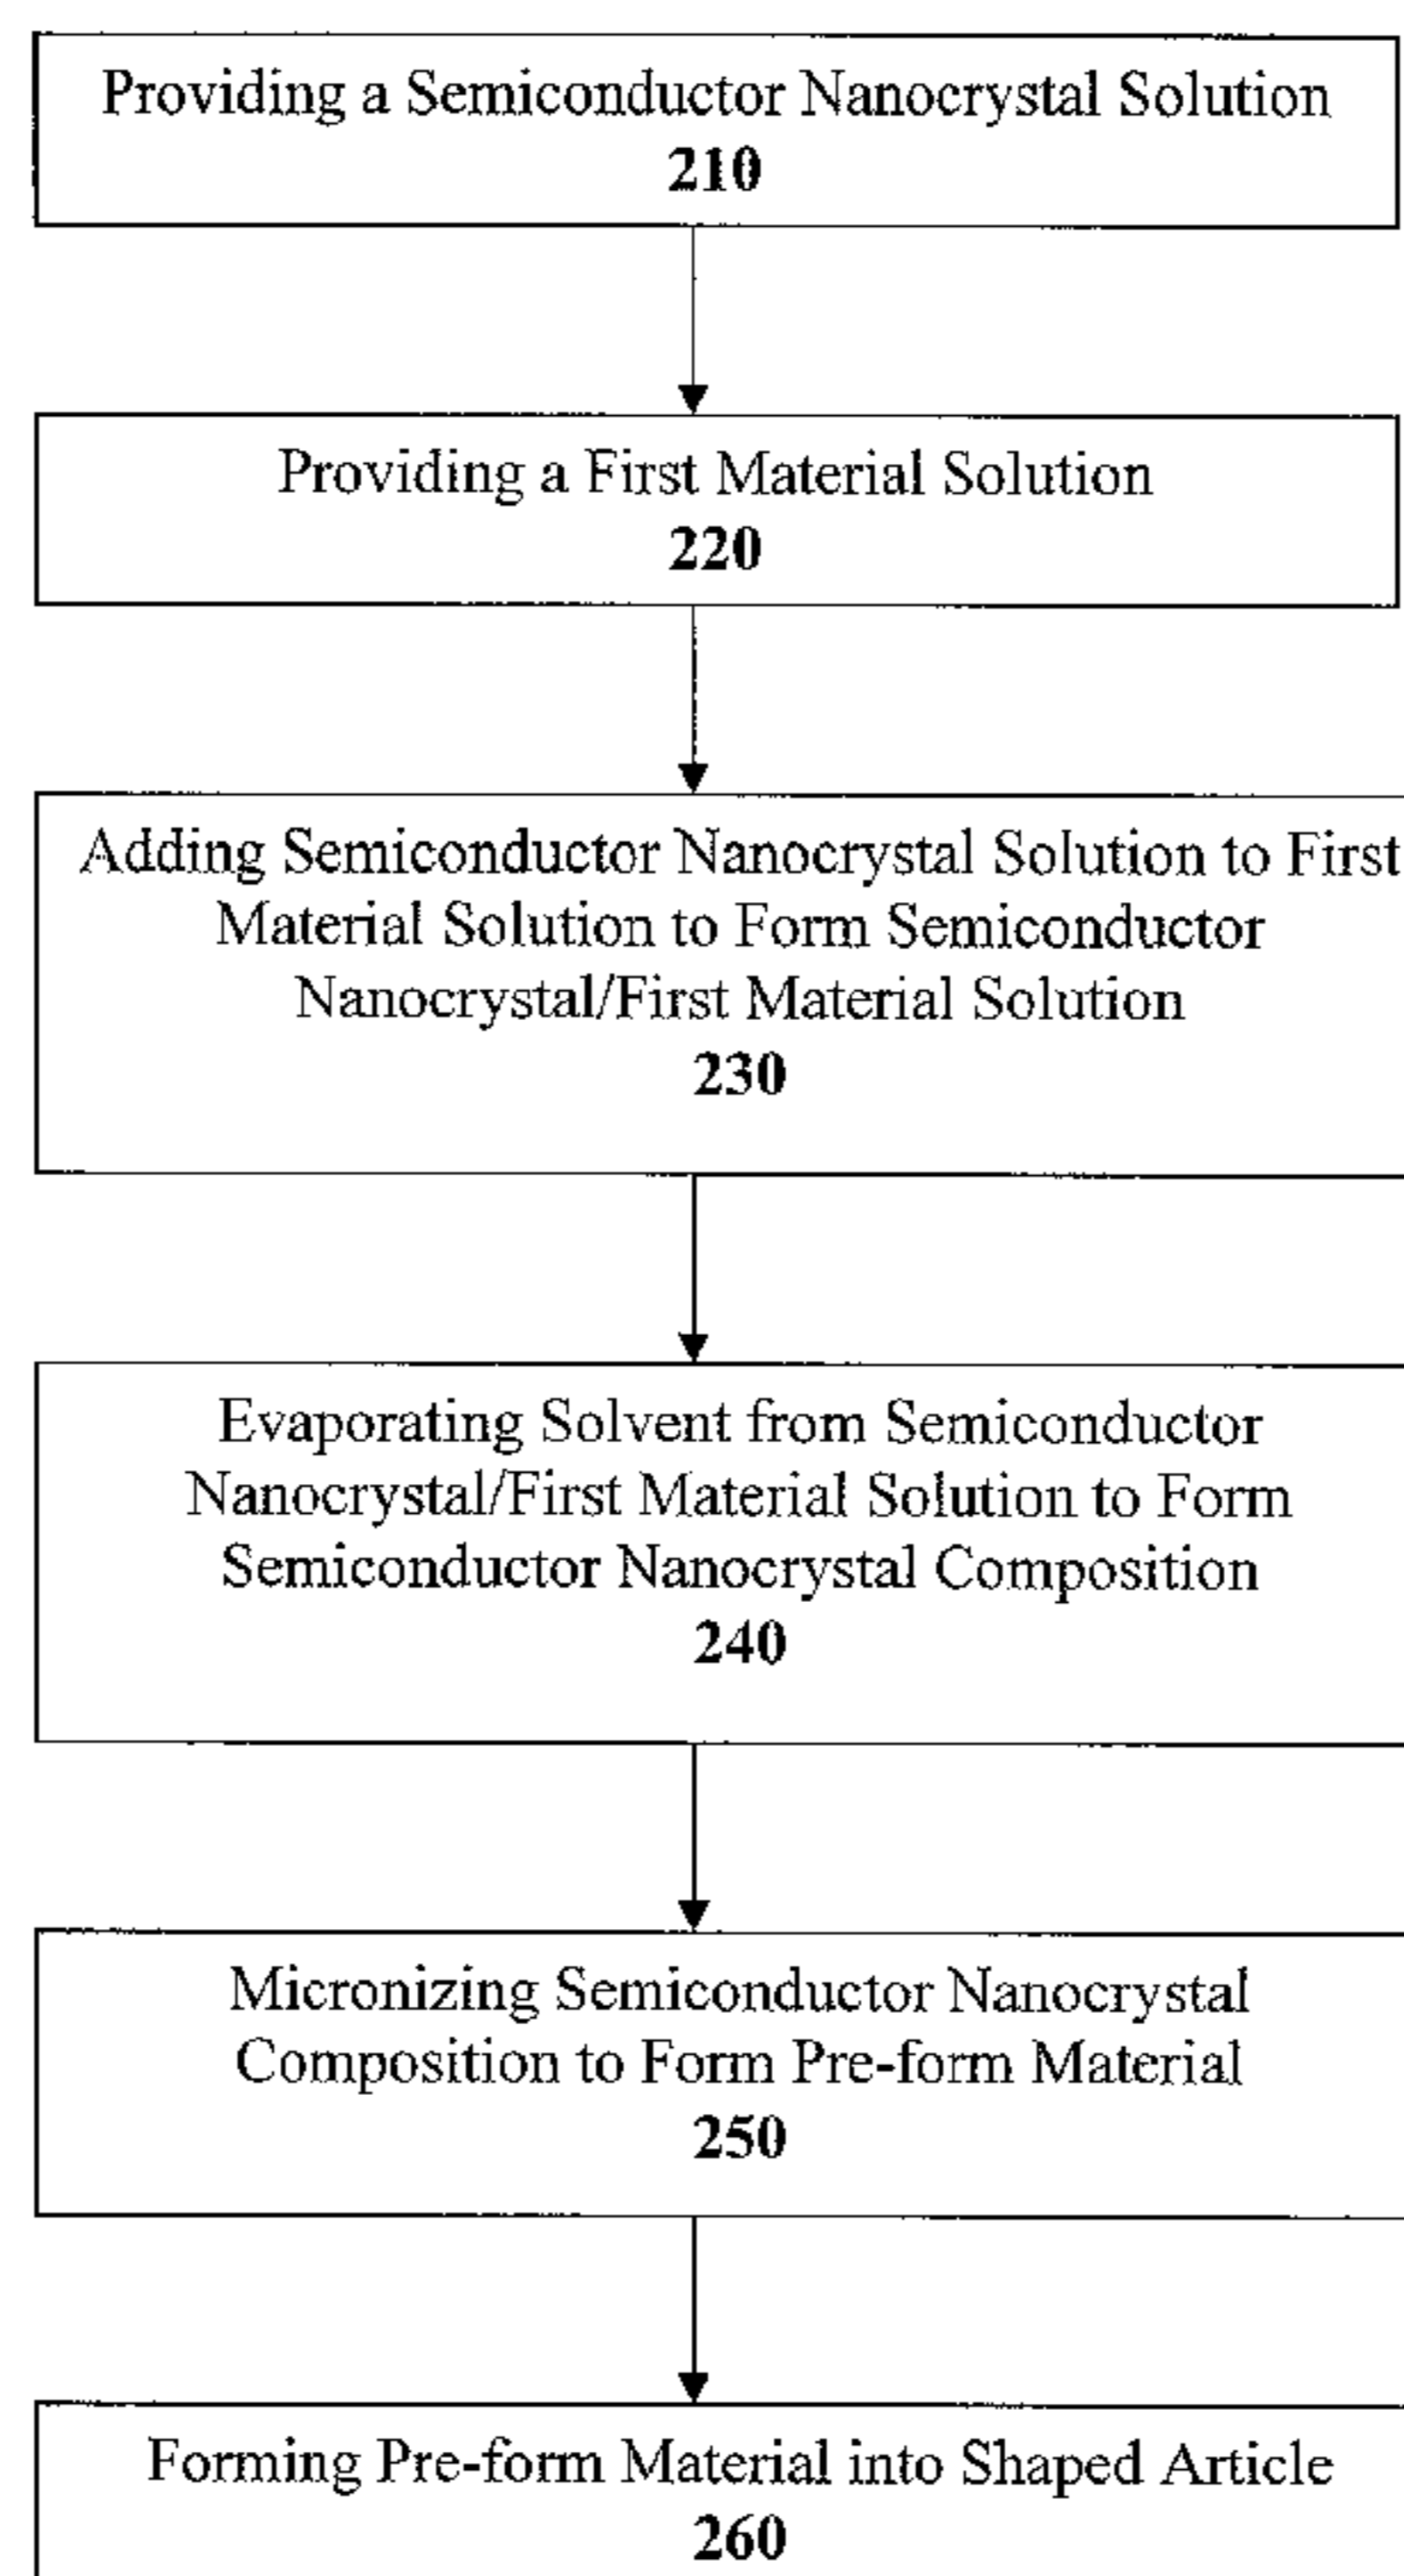 Providing a Semiconductor Nanocrystal Solution
210
Providing a First Material Solution
220
Adding Semiconductor Nanocrystal Solution to First
Material Solution to Form Semiconductor
Nanocrystal/First Material Solution
230
Evaporating Solvent from Semiconductor
Nanocrystal/First Material Solution to Form
Semiconductor Nanocrystal Composition
240
Micronizing Semiconductor Nanocrystal
Composition to Form Pre-form Material
250
Forming Pre-form Material into Shaped Article
260